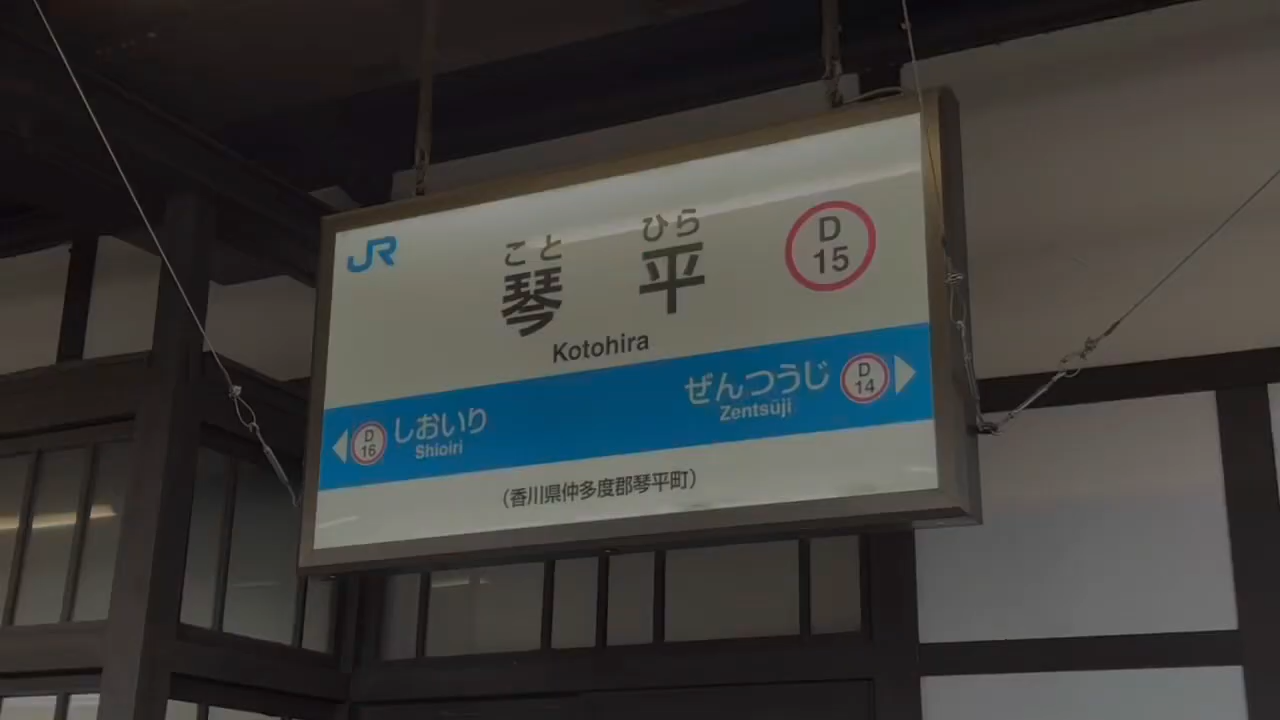 JR
こと ひら
琴 平
D
15
Kotohira
D
16
しおいり
Shioiri
ぜんつうじ
Zentsūji
D
14
(香川県仲多度郡琴平町)